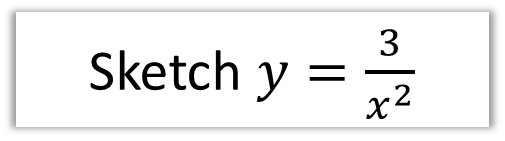 Sketch y = 3/x²